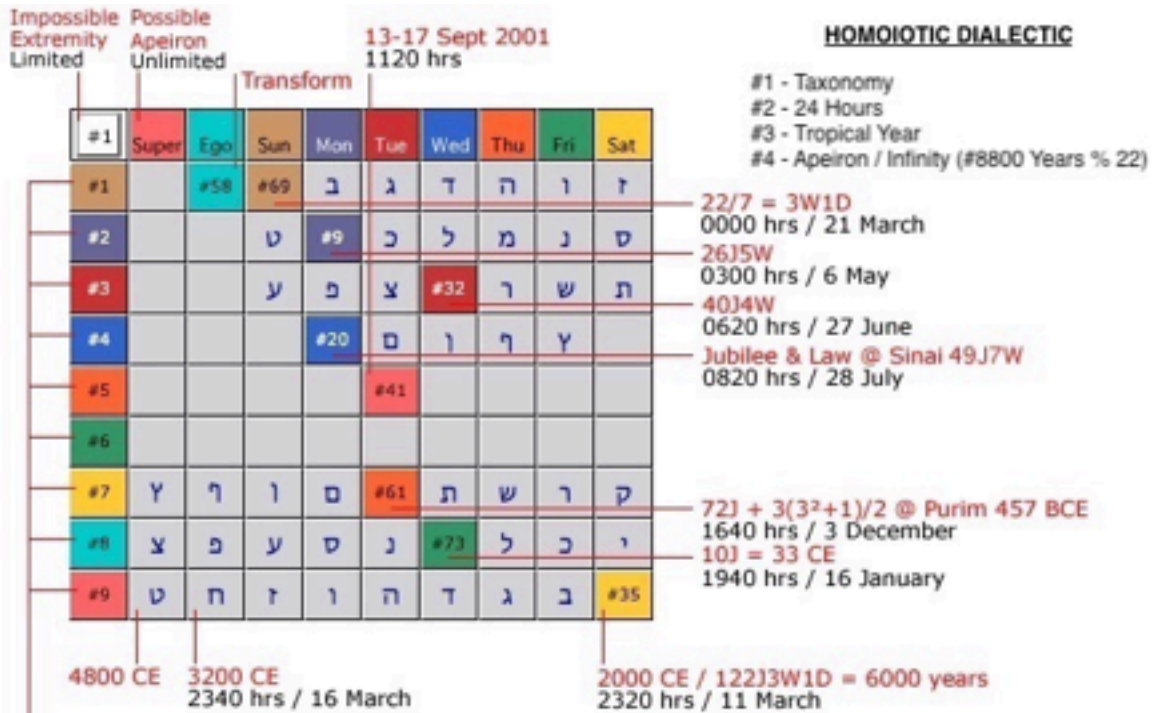 Impossible Extremity
Limited
Possible Apeiron
Unlimited
Transform
13-17 Sept 2001
1120 hrs
HOMOIOTIC DIALECTIC
#1 - Taxonomy
#2 - 24 Hours
#3 - Tropical Year
#4 - Apeiron / Infinity (#8800 Years % 22)
#1 Super Ego Sun Mon Tue Wed Thu Fri Sat
#1 #58 #69 ב ג ד ה ו ז
#2 ט #9 כ ל מ נ ס
#3 ע פ צ #32 ר ש ת
#4 #20 ם ן ף ץ
#5 #41
#6
#7 ץ ף ן ם #61 ת ש ר ק
#8 צ פ ע ס נ #73 ל כ י
#9 ט ח ז ו ה ד ג ב #35
22/7 = 3W1D
0000 hrs / 21 March
26J5W
0300 hrs / 6 May
40J4W
0620 hrs / 27 June
Jubilee & Law @ Sinai 49J7W
0820 hrs / 28 July
72J + 3(3²+1)/2 @ Purim 457 BCE
1640 hrs / 3 December
10J = 33 CE
1940 hrs / 16 January
4800 CE
3200 CE
2340 hrs / 16 March
2000 CE / 122J3W1D = 6000 years
2320 hrs / 11 March